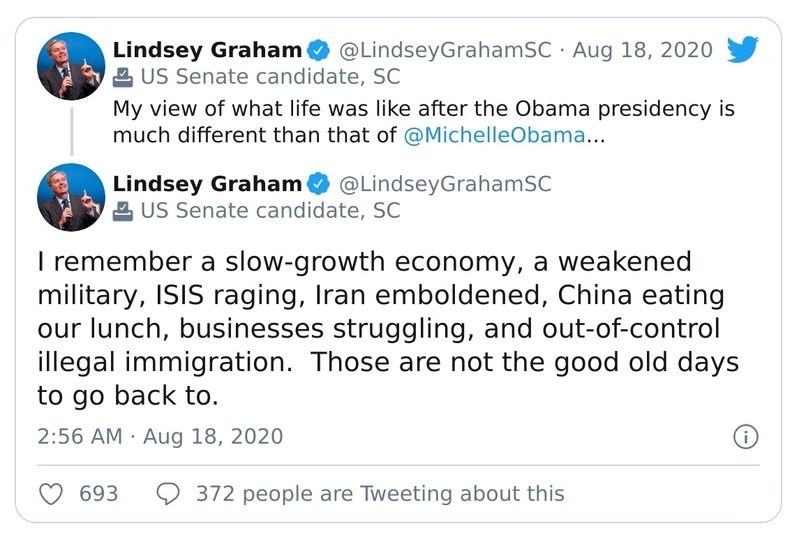 Lindsey Graham @LindseyGrahamSC · Aug 18, 2020
US Senate candidate, SC
My view of what life was like after the Obama presidency is
much different than that of @MichelleObama...
Lindsey Graham @LindseyGrahamSC
US Senate candidate, SC
I remember a slow-growth economy, a weakened
military, ISIS raging, Iran emboldened, China eating
our lunch, businesses struggling, and out-of-control
illegal immigration.  Those are not the good old days
to go back to.
2:56 AM · Aug 18, 2020
693 372 people are Tweeting about this